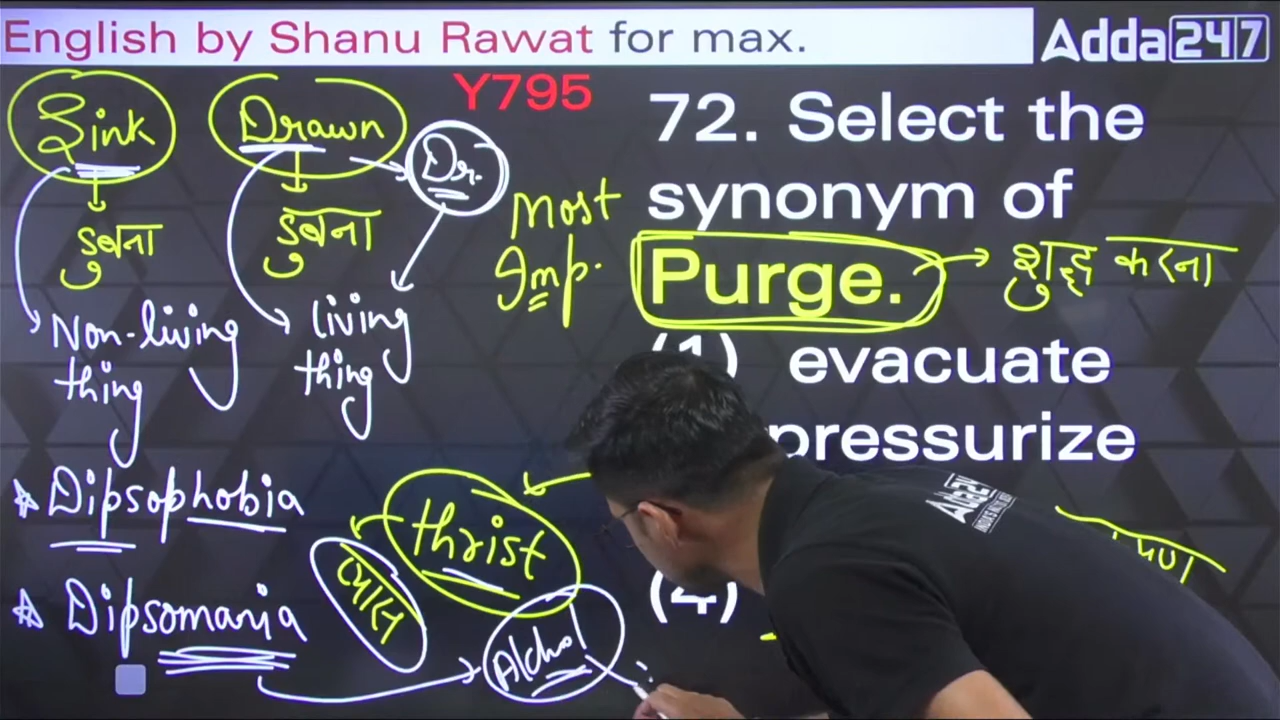 English by Shanu Rawat for max.
Adda247
Y795
Sink
Drawn
Dr.
डुबना
डुबना
Non-living
thing
living
thing
Most
Imp.
72. Select the
synonym of
Purge.
शुद्ध करना
(1) evacuate
pressurize
(4)
Dipsophobia
thrist
प्यास
Dipsomania
Alchol
Adda247